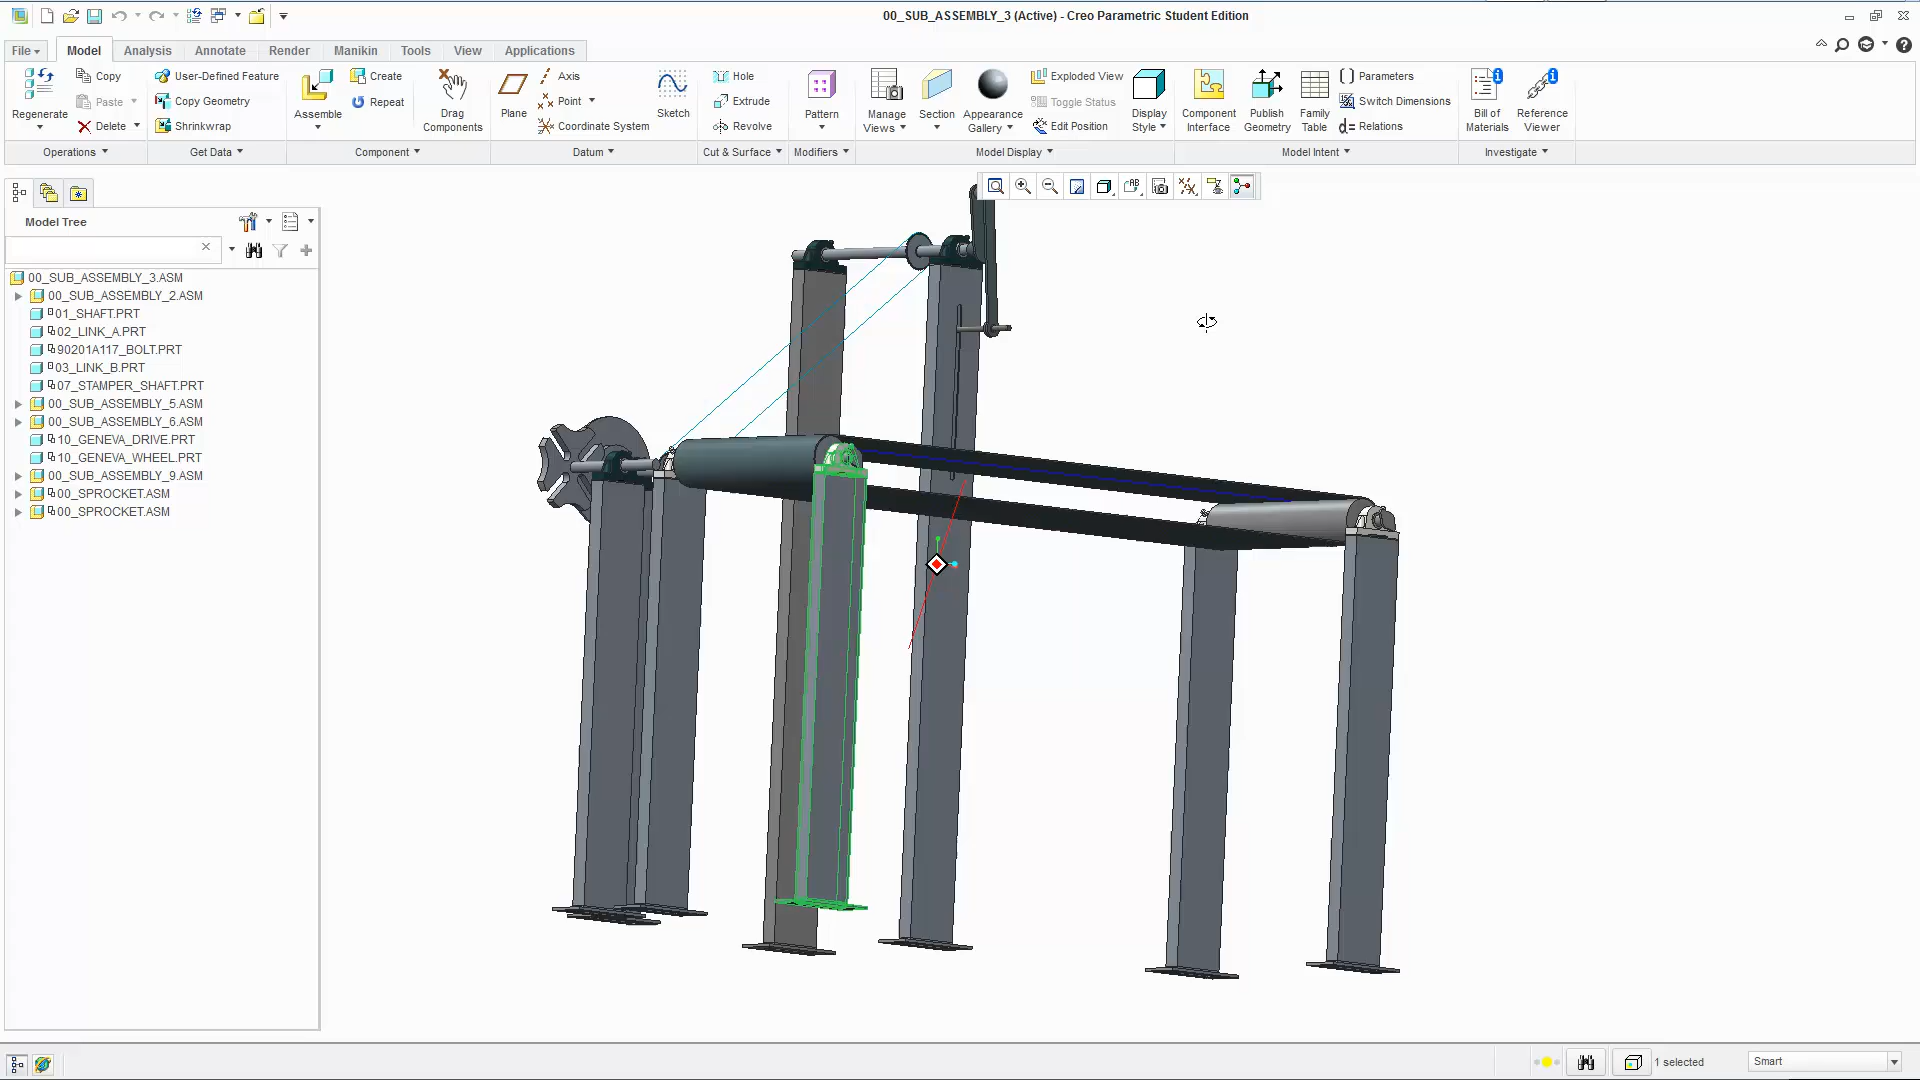 00_SUB_ASSEMBLY_3 (Active) - Creo Parametric Student Edition
File Model Analysis Annotate Render Manikin Tools View Applications
Regenerate
Copy
Paste
Delete
Operations
User-Defined Feature
Copy Geometry
Shrinkwrap
Get Data
Assemble
Create
Repeat
Drag
Components
Component
Plane
Axis
Point
Coordinate System
Sketch
Datum
Hole
Extrude
Revolve
Cut & Surface
Pattern
Modifiers
Manage
Views
Section
Appearance
Gallery
Exploded View
Toggle Status
Edit Position
Display
Style
Model Display
Component
Interface
Publish
Geometry
Family
Table
Parameters
Switch Dimensions
d= Relations
Model Intent
Bill of
Materials
Reference
Viewer
Investigate
Model Tree
00_SUB_ASSEMBLY_3.ASM
00_SUB_ASSEMBLY_2.ASM
01_SHAFT.PRT
02_LINK_A.PRT
90201A117_BOLT.PRT
03_LINK_B.PRT
07_STAMPER_SHAFT.PRT
00_SUB_ASSEMBLY_5.ASM
00_SUB_ASSEMBLY_6.ASM
10_GENEVA_DRIVE.PRT
10_GENEVA_WHEEL.PRT
00_SUB_ASSEMBLY_9.ASM
00_SPROCKET.ASM
00_SPROCKET.ASM
1 selected
Smart